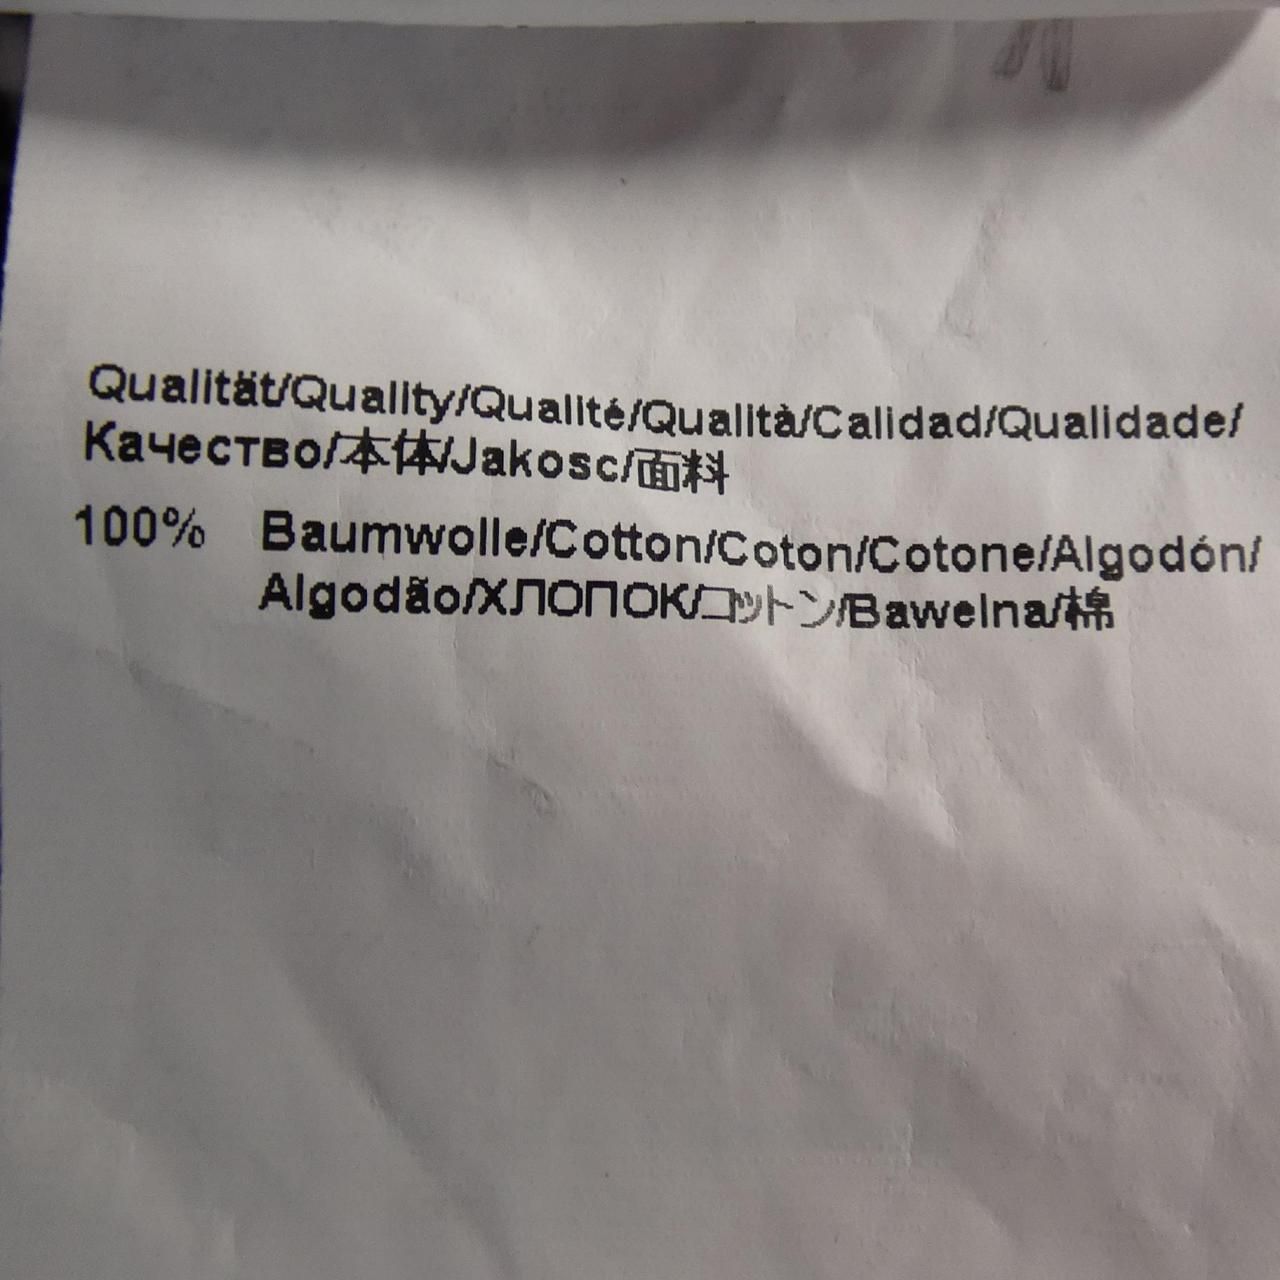 Qualität/Quality/Qualité/Qualità/Calidad/Qualidade/
Качество/本体/Jakosc/面料
100% Baumwolle/Cotton/Coton/Cotone/Algodón/
Algodão/ХЛОПОК/コットン/Bawelna/棉